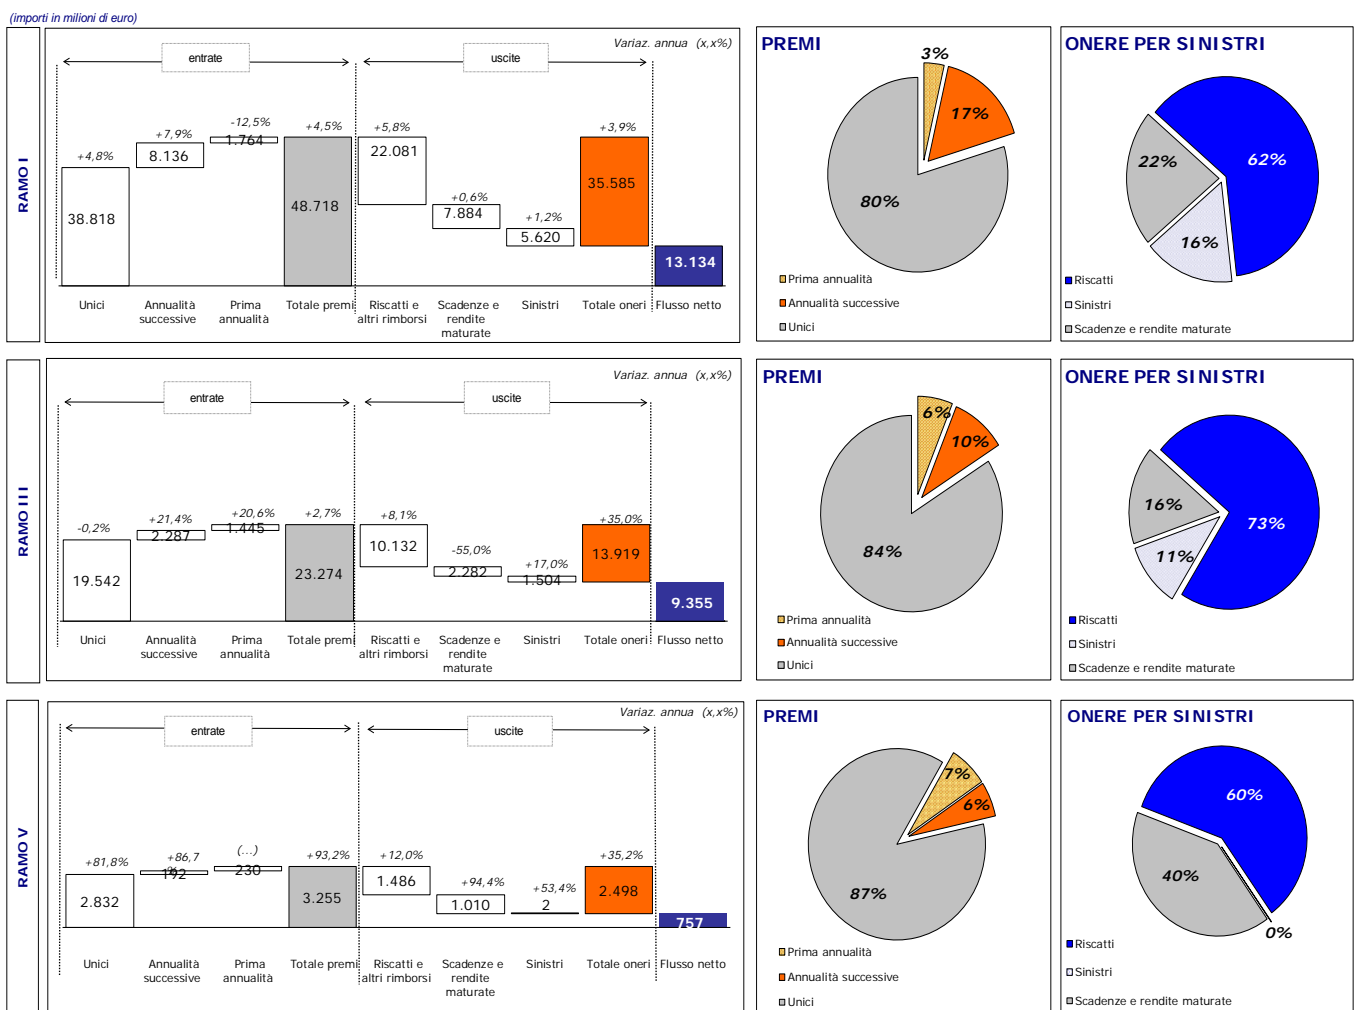 (importi in milioni di euro)
RAMO I
Variaz. annua (x,x%)
entrate
uscite
+4,8%
+7,9%
-12,5%
+4,5%
+5,8%
+0,6%
+1,2%
+3,9%
38.818
8.136
1.764
48.718
22.081
7.884
5.620
35.585
13.134
Unici
Annualità successive
Prima annualità
Totale premi
Riscatti e altri rimborsi
Scadenze e rendite maturate
Sinistri
Totale oneri
Flusso netto
PREMI
3%
17%
80%
Prima annualità
Annualità successive
Unici
ONERE PER SINISTRI
62%
22%
16%
Riscatti
Sinistri
Scadenze e rendite maturate
RAMO III
Variaz. annua (x,x%)
entrate
uscite
-0,2%
+21,4%
+20,6%
+2,7%
+8,1%
-55,0%
+17,0%
+35,0%
19.542
2.287
1.445
23.274
10.132
2.282
1.504
13.919
9.355
Unici
Annualità successive
Prima annualità
Totale premi
Riscatti e altri rimborsi
Scadenze e rendite maturate
Sinistri
Totale oneri
Flusso netto
PREMI
6%
10%
84%
Prima annualità
Annualità successive
Unici
ONERE PER SINISTRI
16%
73%
11%
Riscatti
Sinistri
Scadenze e rendite maturate
RAMO V
Variaz. annua (x,x%)
entrate
uscite
+81,8%
+86,7%
(...)
+93,2%
+12,0%
+94,4%
+53,4%
+35,2%
2.832
192
230
3.255
1.486
1.010
2
2.498
757
Unici
Annualità successive
Prima annualità
Totale premi
Riscatti e altri rimborsi
Scadenze e rendite maturate
Sinistri
Totale oneri
Flusso netto
PREMI
7%
6%
87%
Prima annualità
Annualità successive
Unici
ONERE PER SINISTRI
60%
40%
0%
Riscatti
Sinistri
Scadenze e rendite maturate